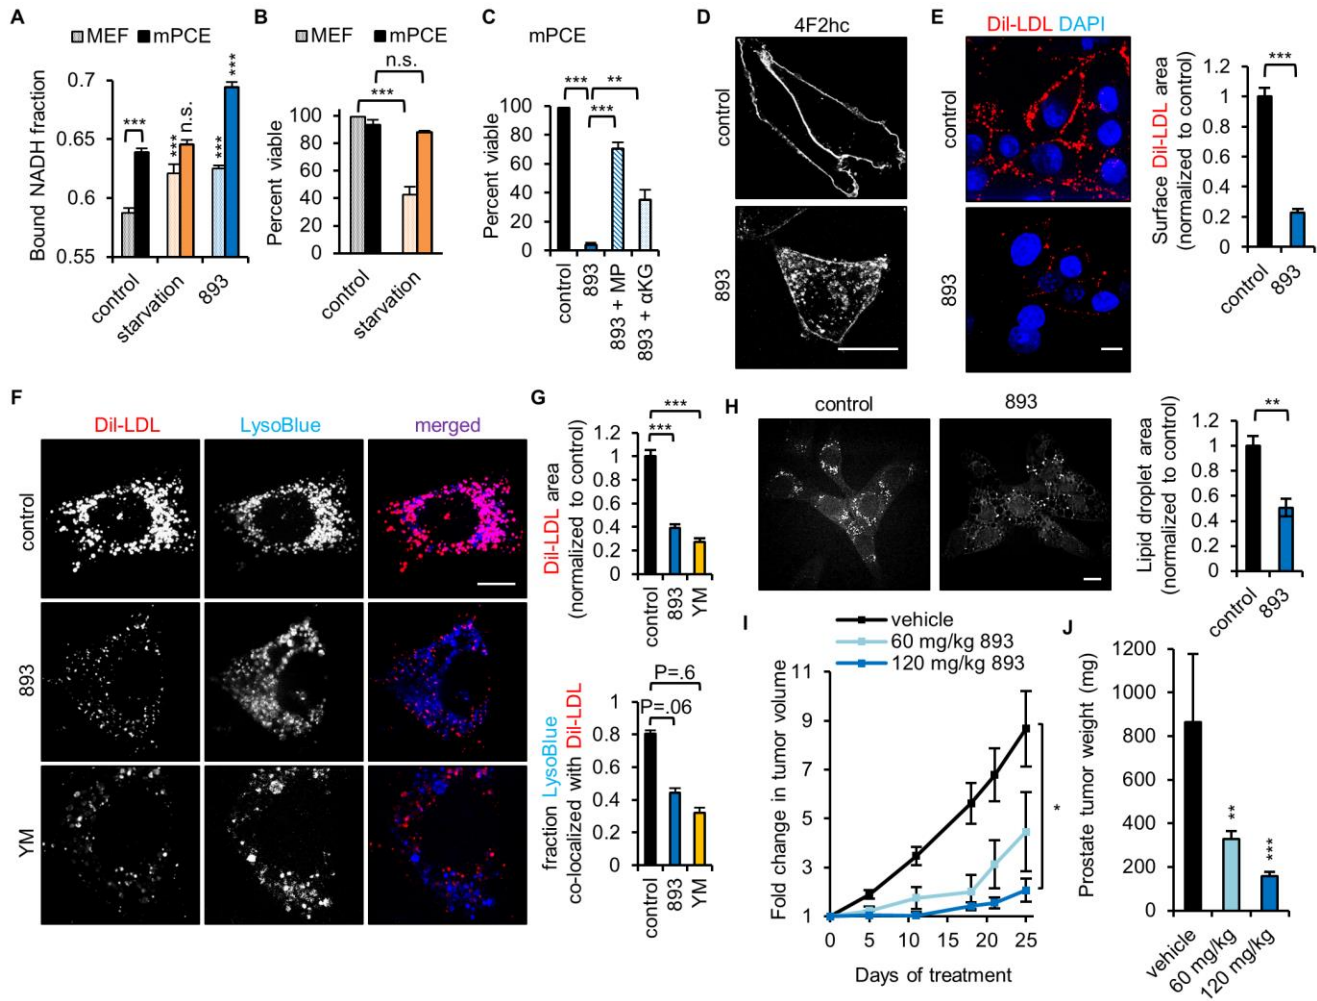 A
MEF mPCE
Bound NADH fraction
0.7
0.65
0.6
0.55
***
***
n.s.
***
***
control
starvation
893
B
MEF mPCE
n.s.
***
Percent viable
100
80
60
40
20
0
control
starvation
C
mPCE
*** **
***
Percent viable
100
80
60
40
20
0
control
893
893 + MP
893 + αKG
D
4F2hc
control
893
E
Dil-LDL DAPI
control
893
***
Surface Dil-LDL area
(normalized to control)
1.2
1
0.8
0.6
0.4
0.2
0
control
893
F
Dil-LDL LysoBlue merged
control
893
YM
G
***
***
Dil-LDL area
(normalized to control)
1.2
1
0.8
0.6
0.4
0.2
0
control
893
YM
P=.6
P=.06
fraction LysoBlue
co-localized with Dil-LDL
1
0.8
0.6
0.4
0.2
0
control
893
YM
H
control 893
**
Lipid droplet area
(normalized to control)
1.2
1
0.8
0.6
0.4
0.2
0
control
893
I
vehicle
60 mg/kg 893
120 mg/kg 893
Fold change in tumor volume
11
9
7
5
3
1
*
0 5 10 15 20 25
Days of treatment
J
Prostate tumor weight (mg)
1200
1000
800
600
400
200
0
**
***
vehicle
60 mg/kg
120 mg/kg